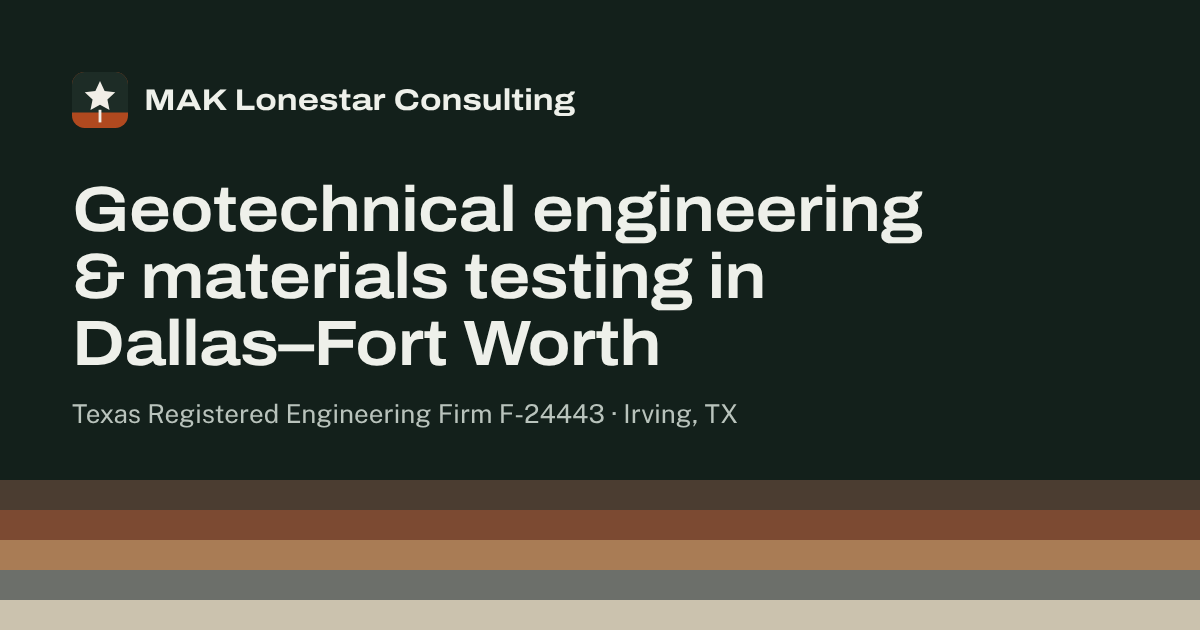 MAK Lonestar Consulting
Geotechnical engineering
& materials testing in
Dallas–Fort Worth
Texas Registered Engineering Firm F-24443 · Irving, TX